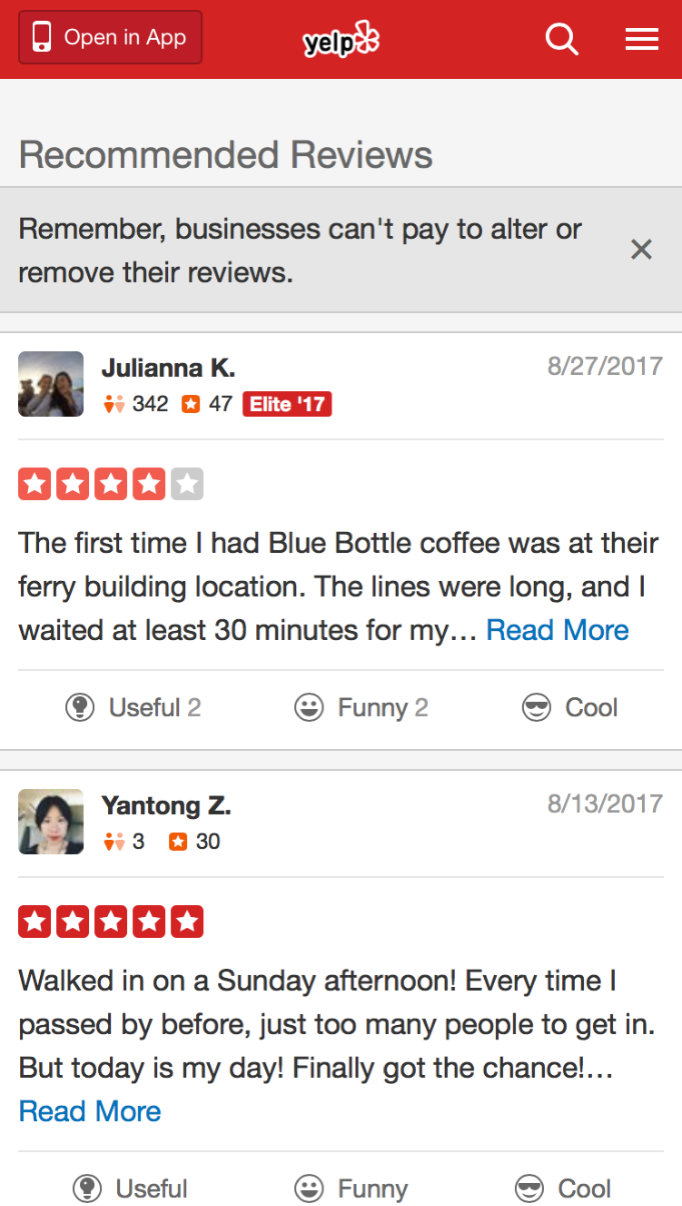 Open in App
yelp
Recommended Reviews
Remember, businesses can't pay to alter or
remove their reviews.
Julianna K.
8/27/2017
342 47 Elite '17
The first time I had Blue Bottle coffee was at their
ferry building location. The lines were long, and I
waited at least 30 minutes for my… Read More
Useful 2 Funny 2 Cool
Yantong Z.
8/13/2017
3 30
Walked in on a Sunday afternoon! Every time I
passed by before, just too many people to get in.
But today is my day! Finally got the chance!…
Read More
Useful Funny Cool